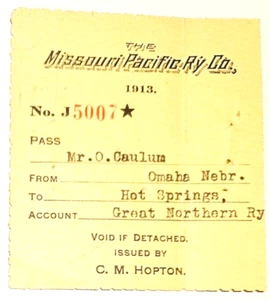 THE
Missouri Pacific Ry Co.,
1913.
No. J 5007★
PASS
Mr. O. Caulum
FROM Omaha Nebr.
TO Hot Springs,
ACCOUNT Great Northern Ry
VOID IF DETACHED.
ISSUED BY
C. M. HOPTON.